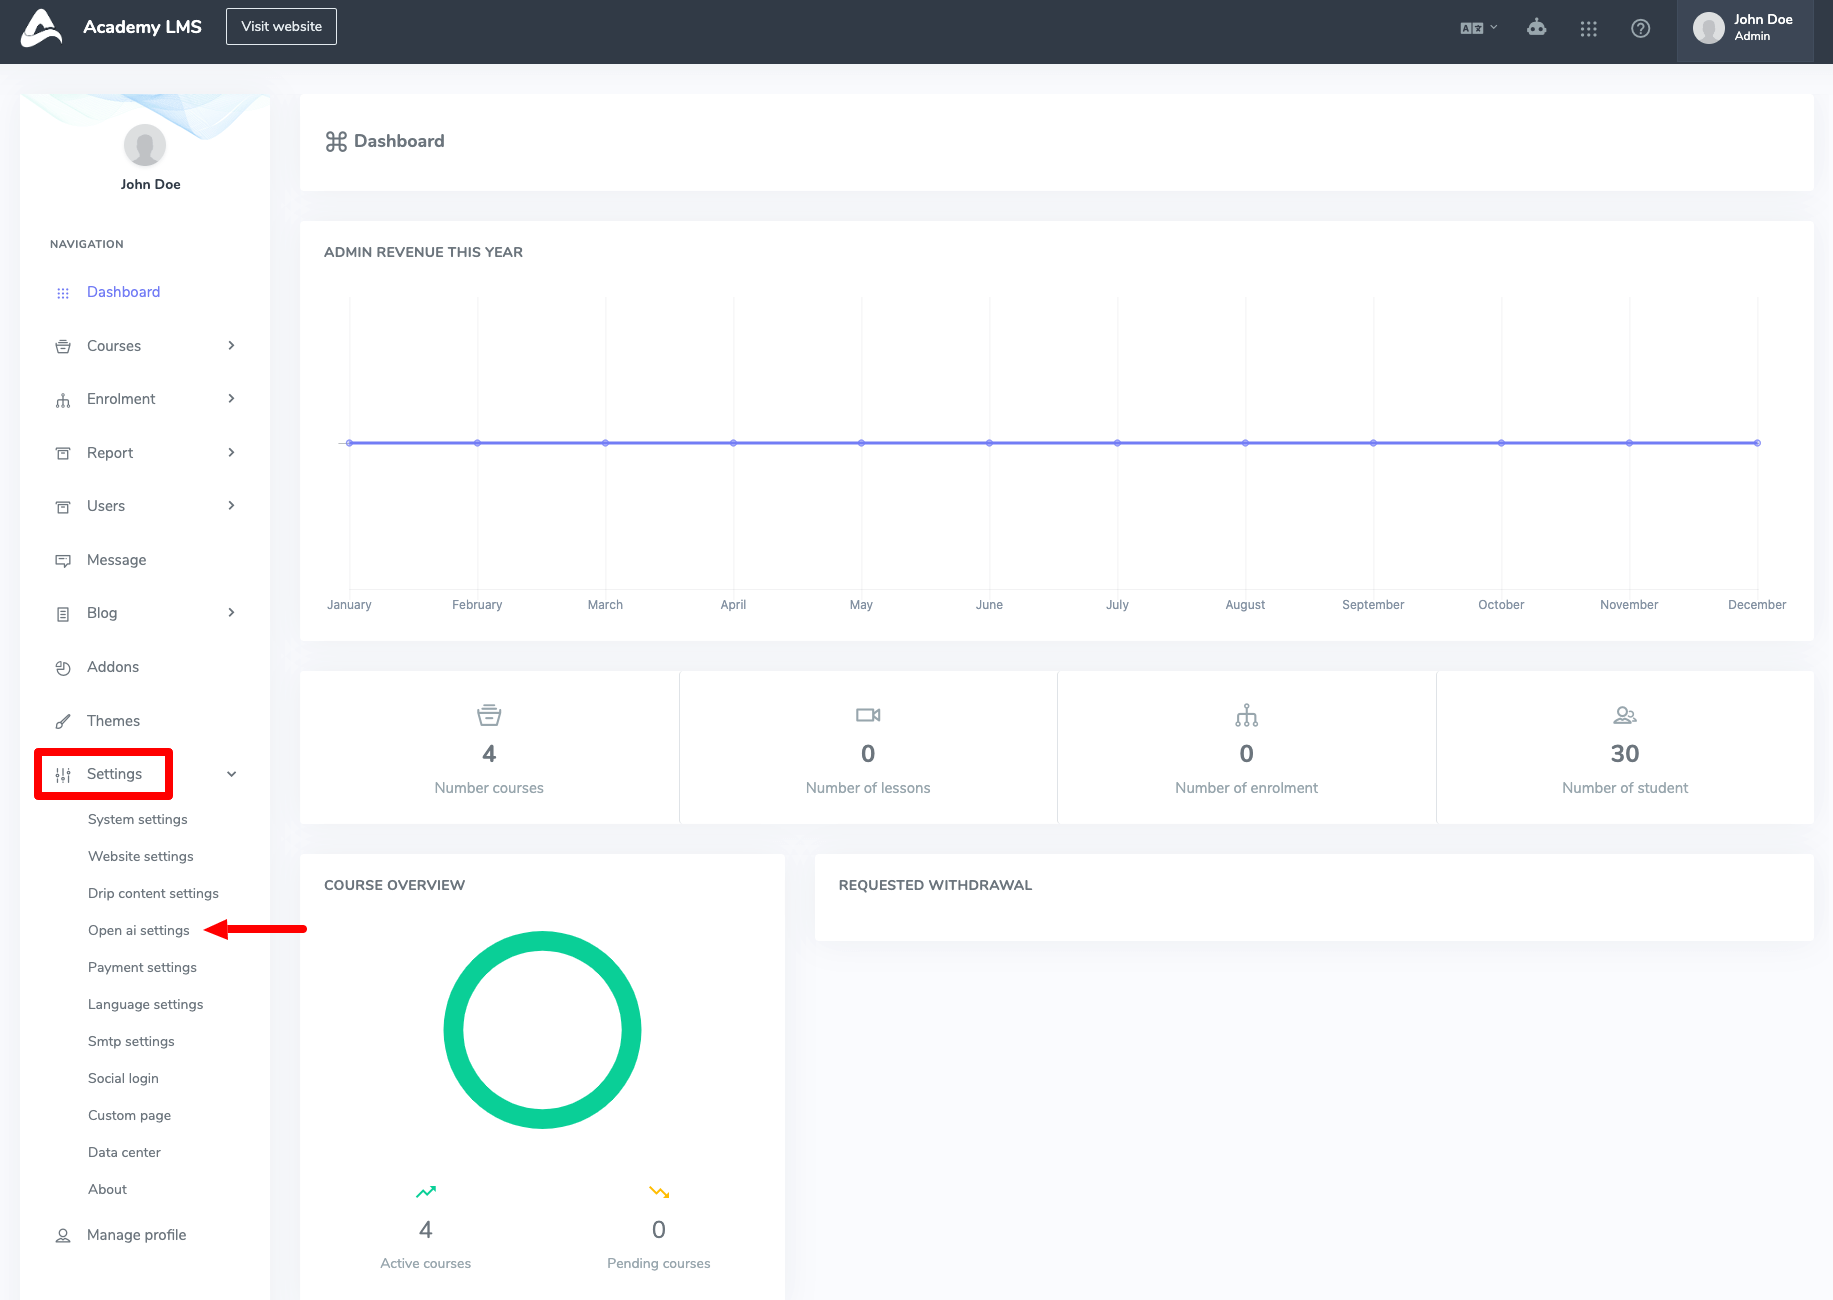 Academy LMS
Visit website
John Doe
Admin
John Doe
NAVIGATION
Dashboard
Courses
Enrolment
Report
Users
Message
Blog
Addons
Themes
Settings
System settings
Website settings
Drip content settings
Open ai settings
Payment settings
Language settings
Smtp settings
Social login
Custom page
Data center
About
Manage profile
Dashboard
ADMIN REVENUE THIS YEAR
January February March April May June July August September October November December
4
Number courses
0
Number of lessons
0
Number of enrolment
30
Number of student
COURSE OVERVIEW
4
Active courses
0
Pending courses
REQUESTED WITHDRAWAL